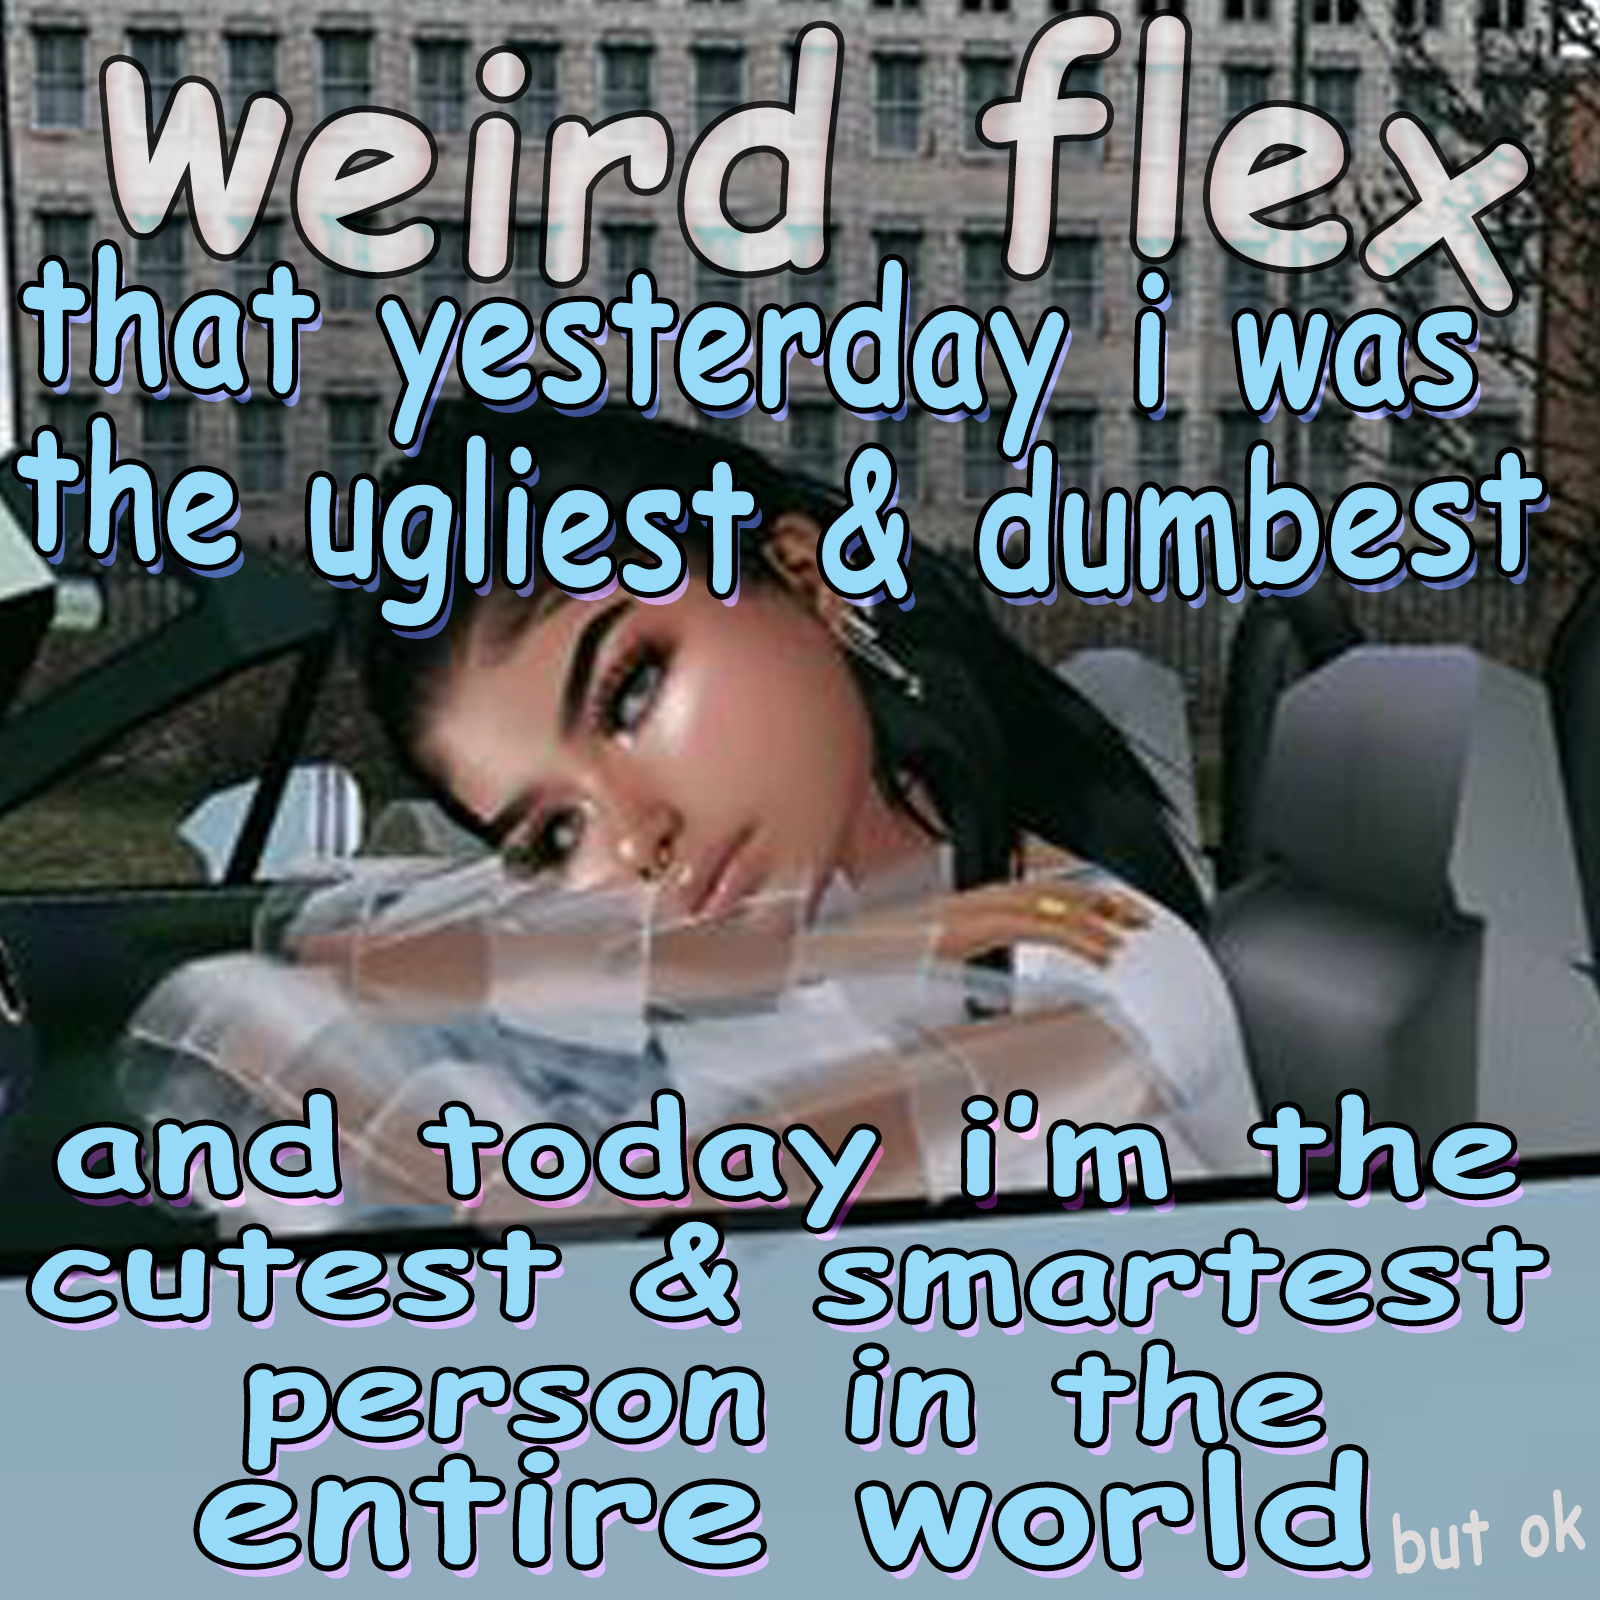 weird flex
that yesterday i was
the ugliest & dumbest
and today i'm the
cutest & smartest
person in the
entire world
but ok